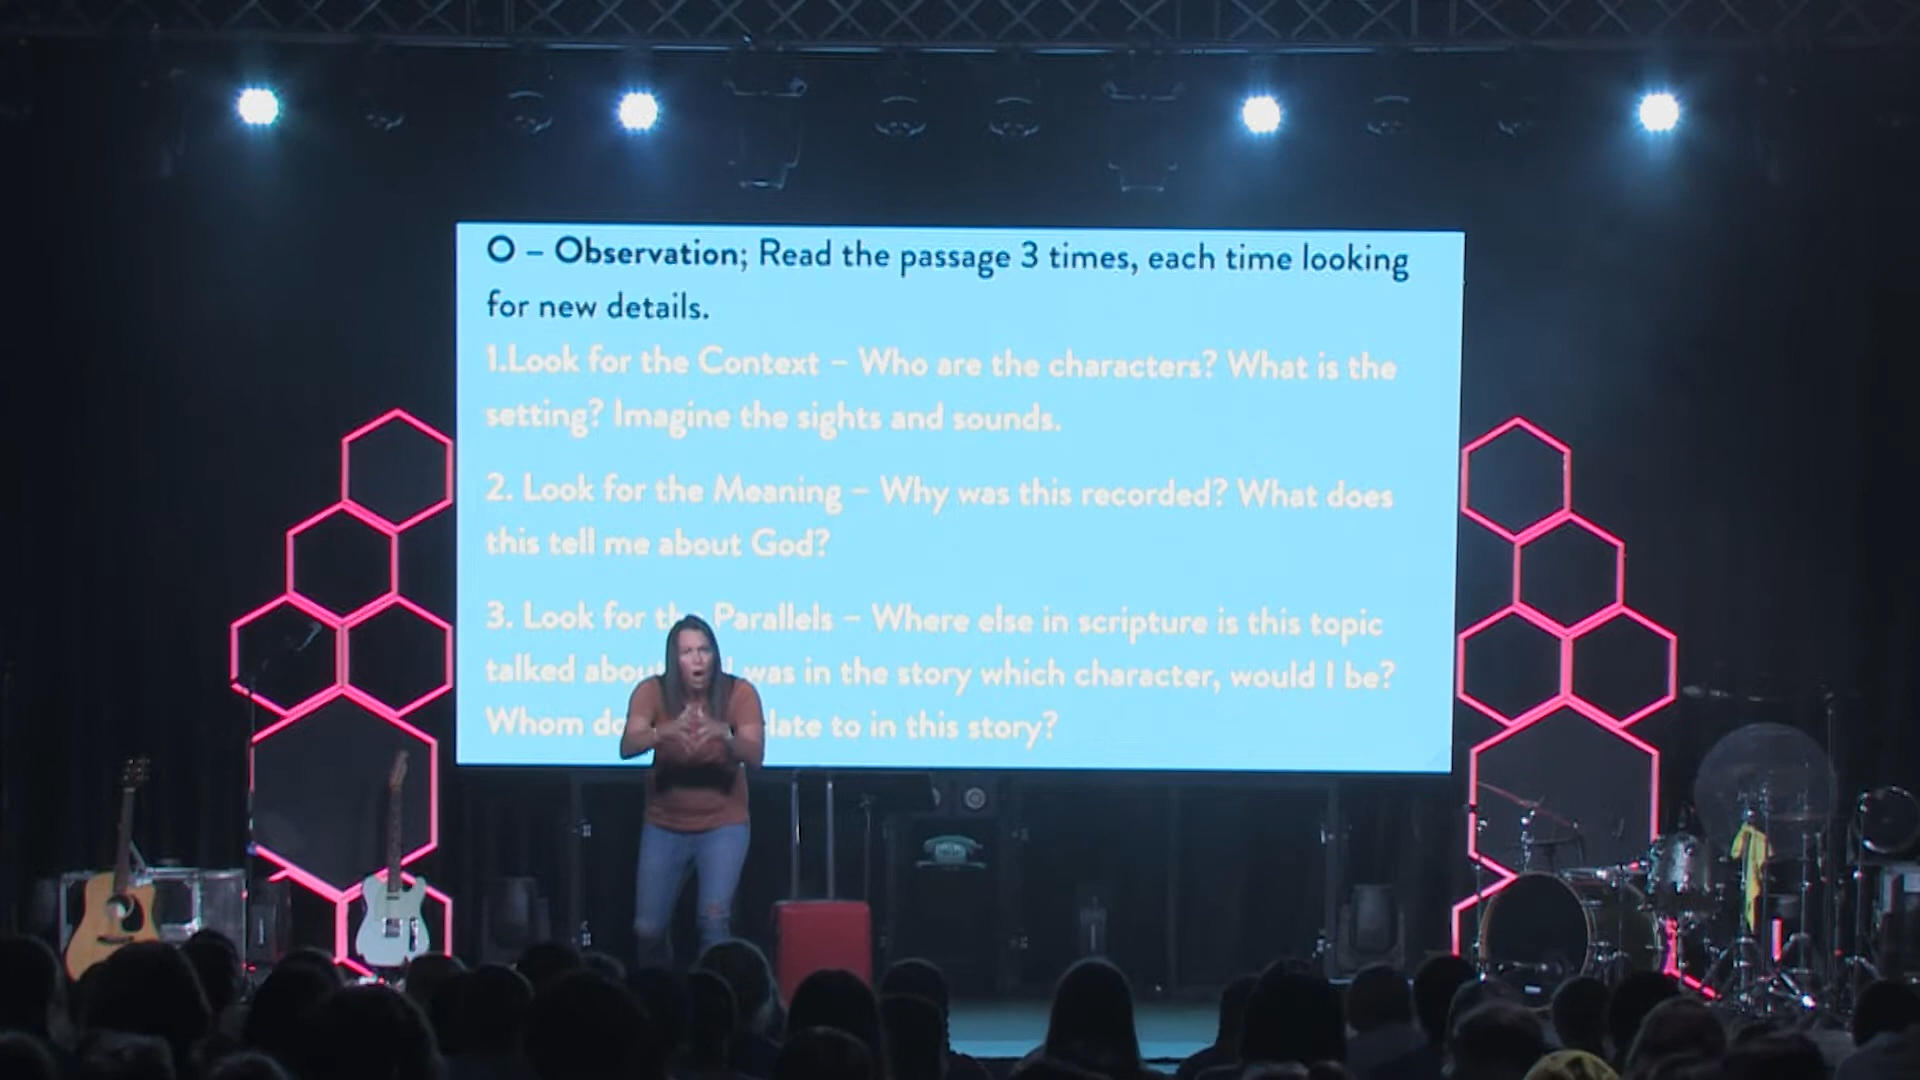 O – Observation; Read the passage 3 times, each time looking
for new details.
1.Look for the Context – Who are the characters? What is the
setting? Imagine the sights and sounds.
2. Look for the Meaning – Why was this recorded? What does
this tell me about God?
3. Look for the Parallels – Where else in scripture is this topic
talked was in the story which character, would I be?
Whom to in this story?